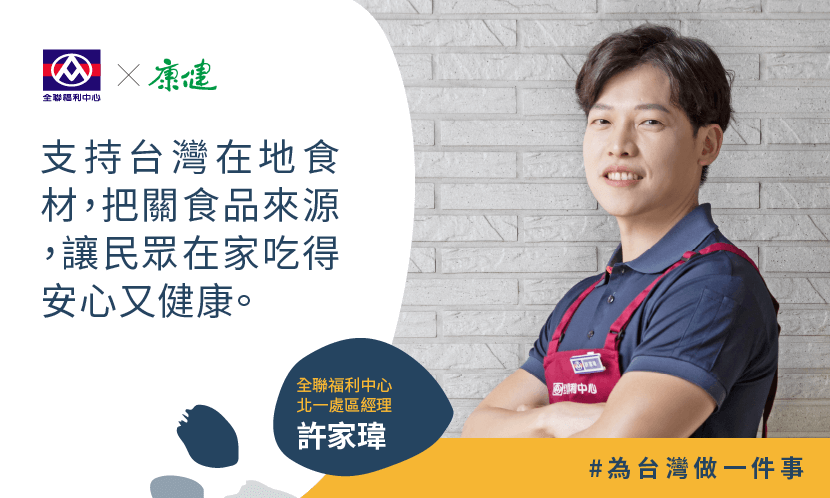 全聯福利中心
康健
支持台灣在地食
材,把關食品來源
,讓民眾在家吃得
安心又健康。
全聯福利中心
北一處區經理
許家瑋
#為台灣做一件事